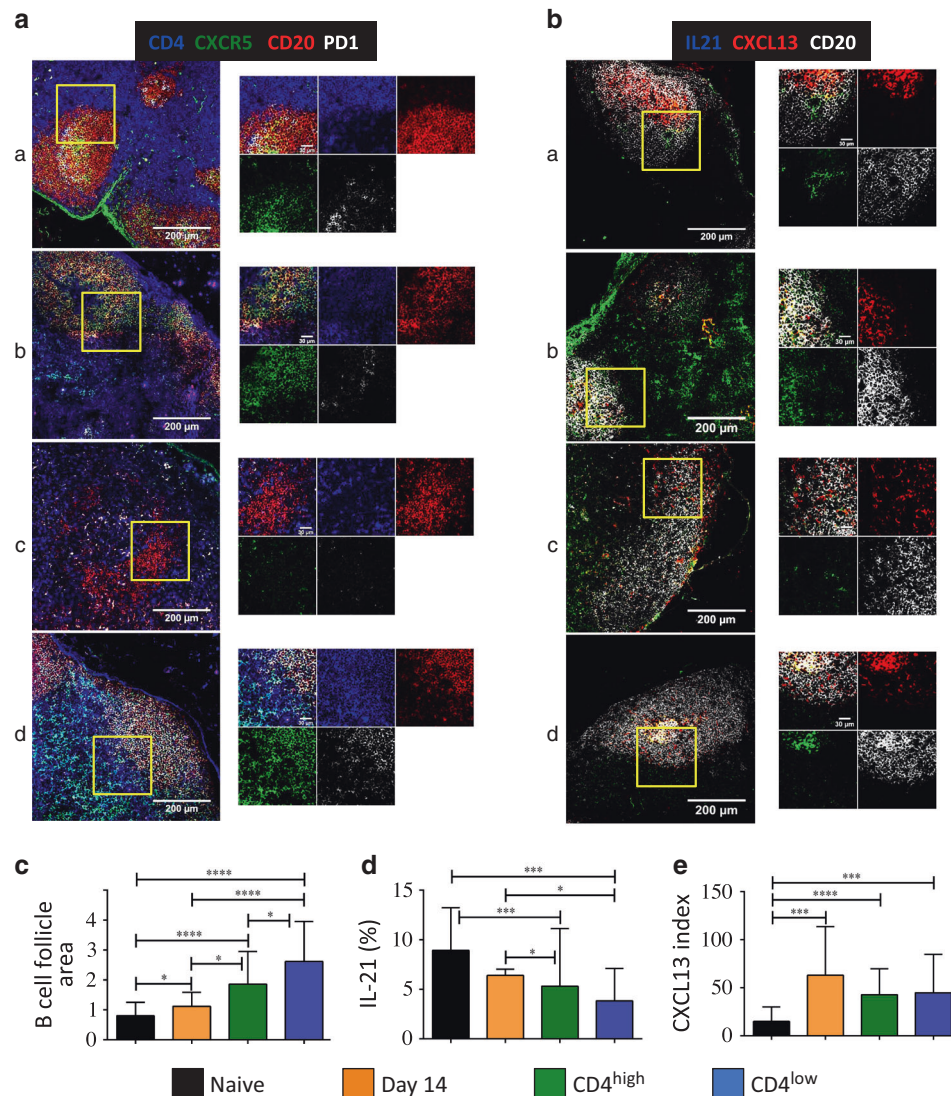 a
b
CD4 CXCR5 CD20 PD1
IL21 CXCL13 CD20
a
30 µm
200 µm
b
30 µm
200 µm
c
30 µm
200 µm
d
30 µm
200 µm
a
30 µm
200 µm
b
30 µm
200 µm
c
200 µm
d
30 µm
200 µm
c
B cell follicle
area
4
3
2
1
0
****
****
*
****
*
*
d
IL-21 (%)
15
10
5
0
***
*
***
*
e
CXCL13 index
150
100
50
0
***
****
***
Naive
Day 14
CD4high
CD4low